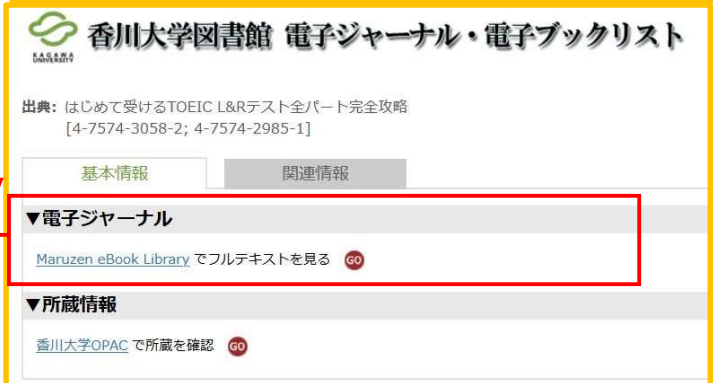 香川大学図書館 電子ジャーナル・電子ブックリスト
KAGAWA
UNIVERSITY
出典: はじめて受けるTOEIC L&Rテスト全パート完全攻略
[4-7574-3058-2; 4-7574-2985-1]
基本情報 関連情報
▼電子ジャーナル
Maruzen eBook Library でフルテキストを見る GO
▼所蔵情報
香川大学OPAC で所蔵を確認 GO